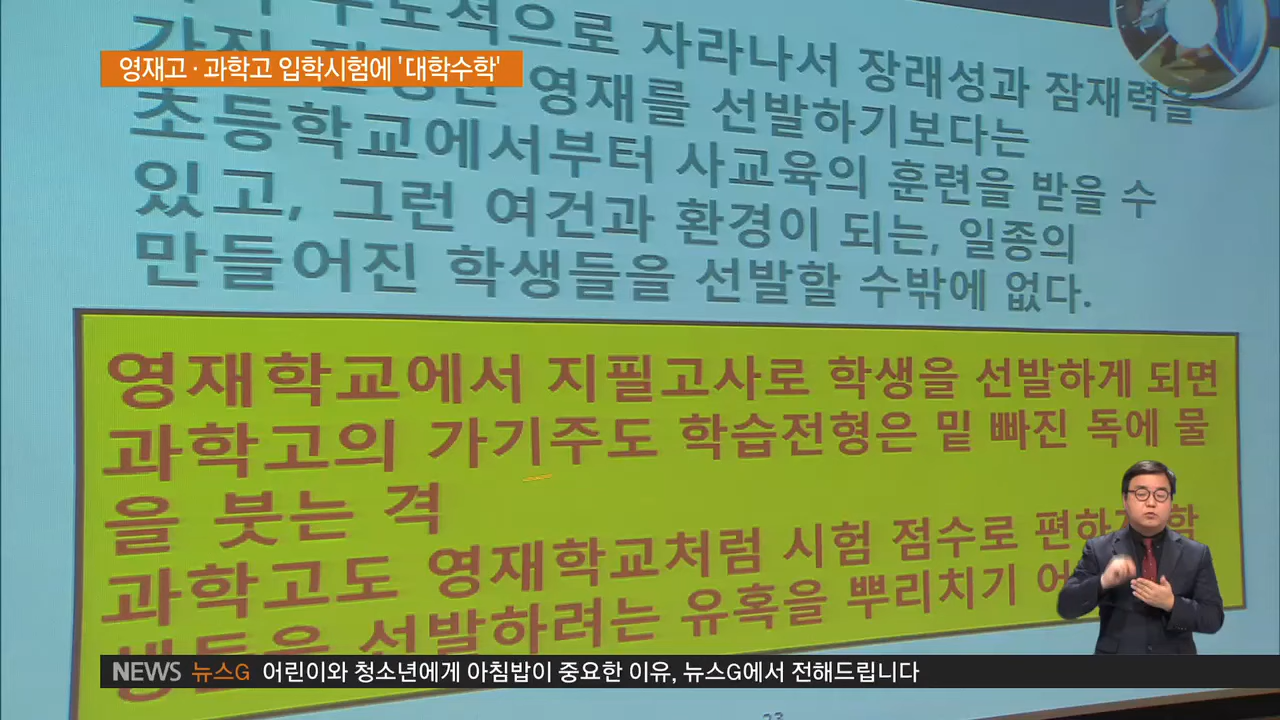 주도적으로 자라나서 장래성과 잠재력을
영재고·과학고 입학시험에 '대학수학'
영재를 선발하기보다는
초등학교에서부터 사교육의 훈련을 받을 수
있고, 그런 여건과 환경이 되는, 일종의
만들어진 학생들을 선발할 수밖에 없다.
영재학교에서 지필고사로 학생을 선발하게 되면
과학고의 가기주도 학습전형은 밑 빠진 독에 물
을 붓는 격
과학고도 영재학교처럼 시험 점수로 편하게 학
생들을 선발하려는 유혹을 뿌리치기
NEWS 뉴스G 어린이와 청소년에게 아침밥이 중요한 이유, 뉴스G에서 전해드립니다
23